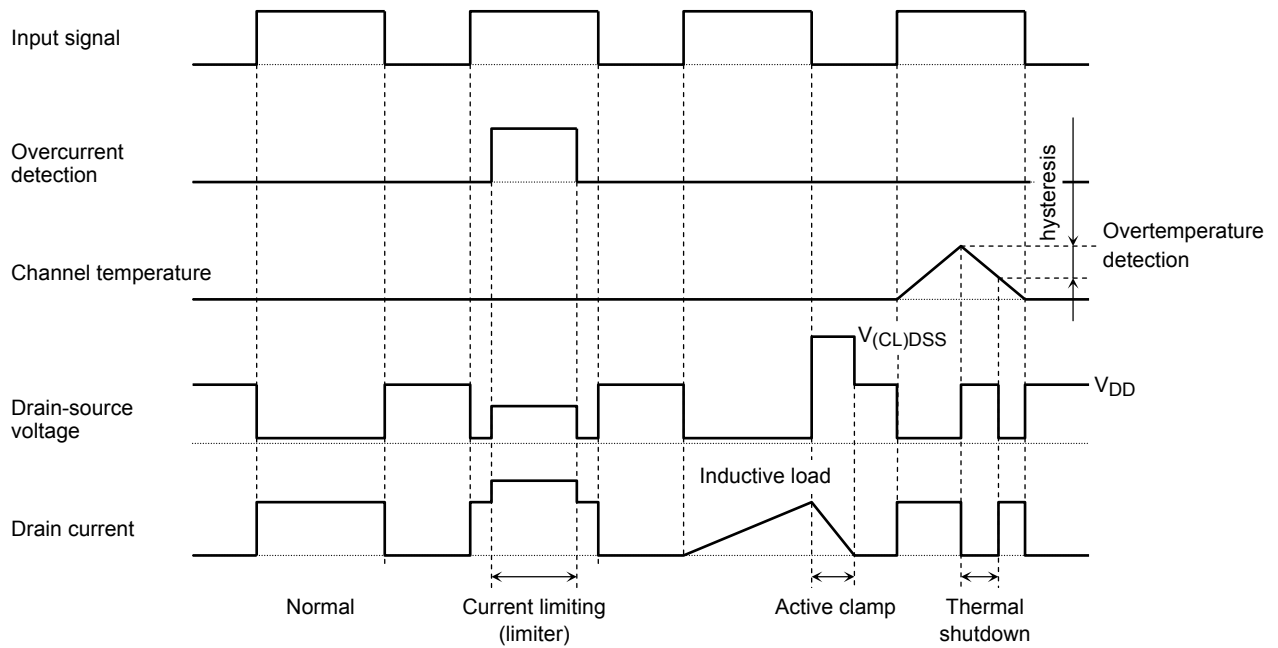 Input signal
Overcurrent
detection
hysteresis
Overtemperature
detection
Channel temperature
V(CL)DSS
VDD
Drain-source
voltage
Inductive load
Drain current
Normal
Current limiting
(limiter)
Active clamp
Thermal
shutdown